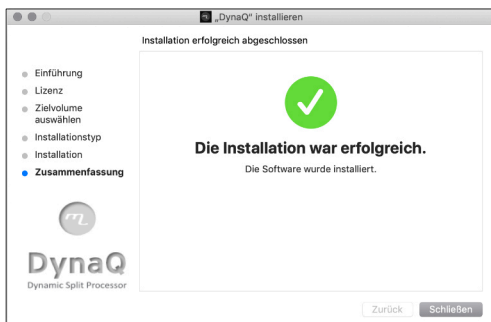 „DynaQ“ installieren
Installation erfolgreich abgeschlossen
Einführung
Lizenz
Zielvolume
auswählen
Installationstyp
Installation
Zusammenfassung
Die Installation war erfolgreich.
Die Software wurde installiert.
DynaQ
Dynamic Split Processor
Zurück
Schließen